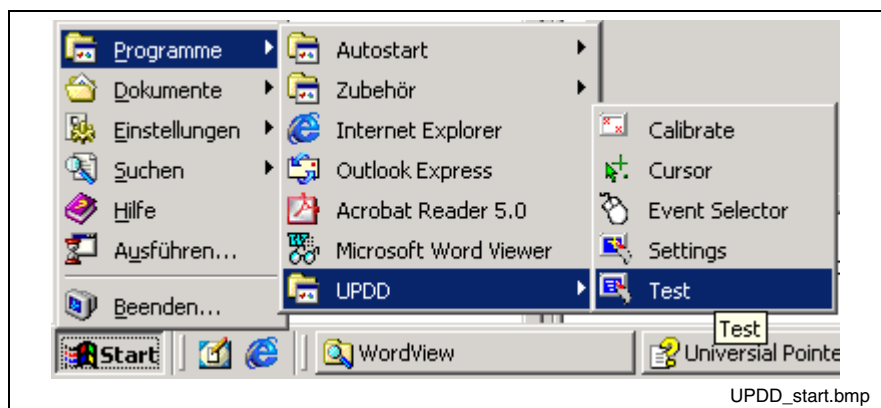 Programme
Dokumente
Einstellungen
Suchen
Hilfe
Ausführen...
Beenden...
Autostart
Zubehör
Internet Explorer
Outlook Express
Acrobat Reader 5.0
Microsoft Word Viewer
UPDD
Calibrate
Cursor
Event Selector
Settings
Test
Test
Start
WordView
Universial Pointe
UPDD_start.bmp